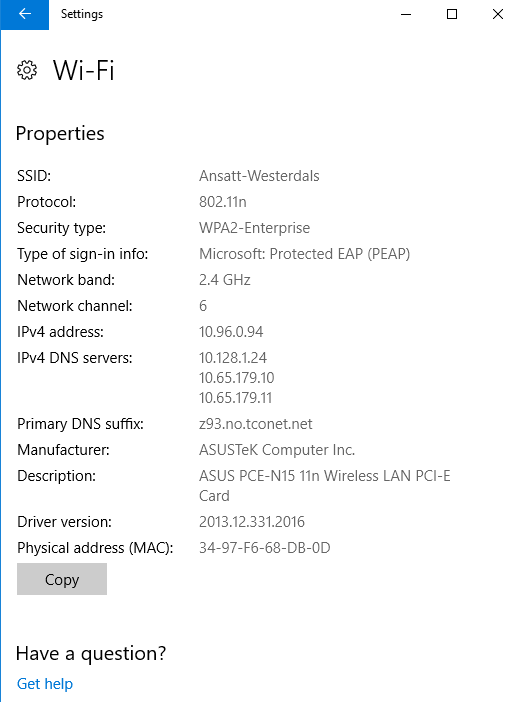 Settings
Wi-Fi
Properties
SSID: Ansatt-Westerdals
Protocol: 802.11n
Security type: WPA2-Enterprise
Type of sign-in info: Microsoft: Protected EAP (PEAP)
Network band: 2.4 GHz
Network channel: 6
IPv4 address: 10.96.0.94
IPv4 DNS servers: 10.128.1.24
10.65.179.10
10.65.179.11
Primary DNS suffix: z93.no.tconet.net
Manufacturer: ASUSTeK Computer Inc.
Description: ASUS PCE-N15 11n Wireless LAN PCI-E
Card
Driver version: 2013.12.331.2016
Physical address (MAC): 34-97-F6-68-DB-0D
Copy
Have a question?
Get help